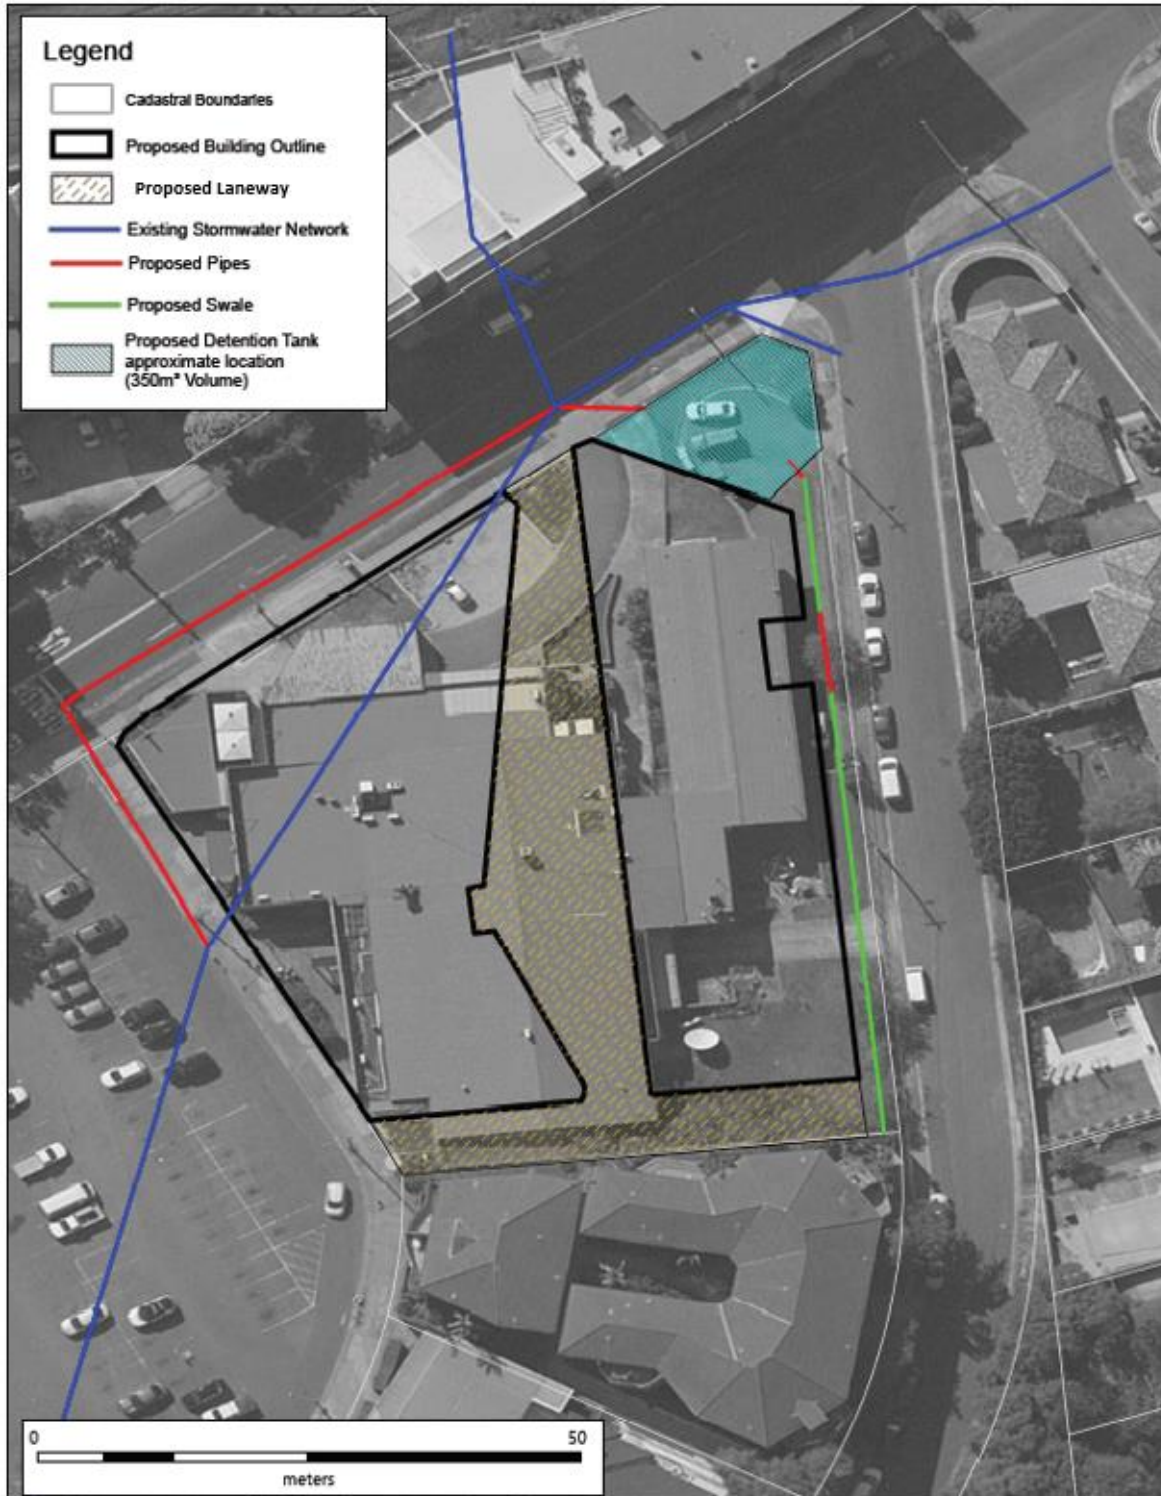 Legend
Cadastral Boundaries
Proposed Building Outline
Proposed Laneway
Existing Stormwater Network
Proposed Pipes
Proposed Swale
Proposed Detention Tank
approximate location
(350m³ Volume)
0 50
meters